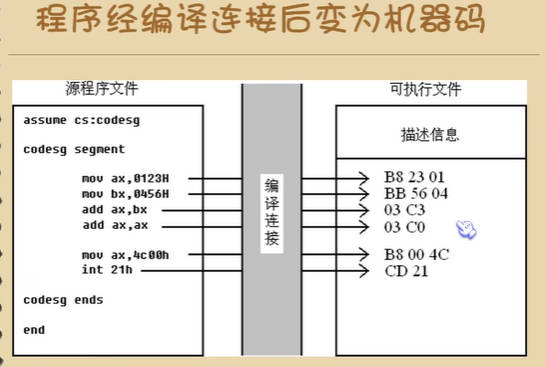 程序经编译连接后变为机器码
源程序文件
可执行文件
assume cs:codesg
codesg segment
mov ax,0123H
mov bx,0456H
add ax,bx
add ax,ax
mov ax,4c00h
int 21h
codesg ends
end
编译连接
描述信息
B8 23 01
BB 56 04
03 C3
03 C0
B8 00 4C
CD 21